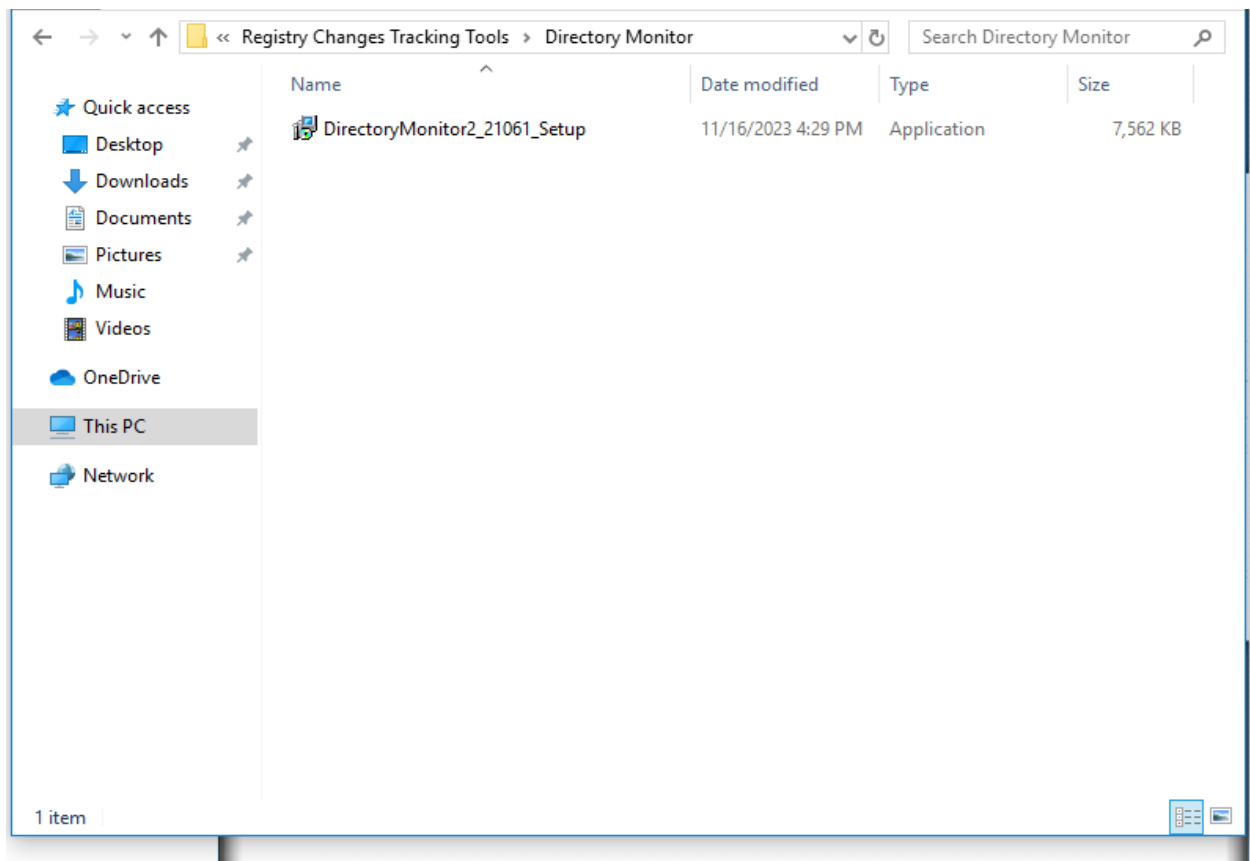 « Registry Changes Tracking Tools > Directory Monitor
Search Directory Monitor
Name Date modified Type Size
Quick access
DirectoryMonitor2_21061_Setup 11/16/2023 4:29 PM Application 7,562 KB
Desktop
Downloads
Documents
Pictures
Music
Videos
OneDrive
This PC
Network
1 item